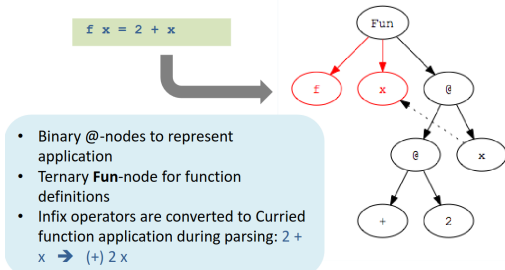 f x = 2 + x
Fun
f
x
@
@
x
+
2
• Binary @-nodes to represent
application
• Ternary Fun-node for function
definitions
• Infix operators are converted to Curried
function application during parsing: 2 +
x ➔ (+) 2 x